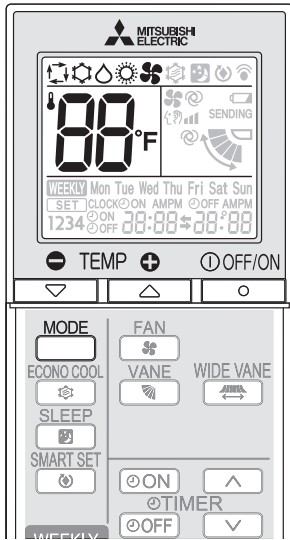 MITSUBISHI
ELECTRIC
88°F
SENDING
WEEKLY Mon Tue Wed Thu Fri Sat Sun
SET CLOCK ON AMPM OFF AMPM
1234 ON OFF 88:88 88:88
TEMP OFF/ON
MODE FAN
ECONO COOL VANE WIDE VANE
SLEEP
SMART SET
ON
TIMER
OFF
WEEKLY